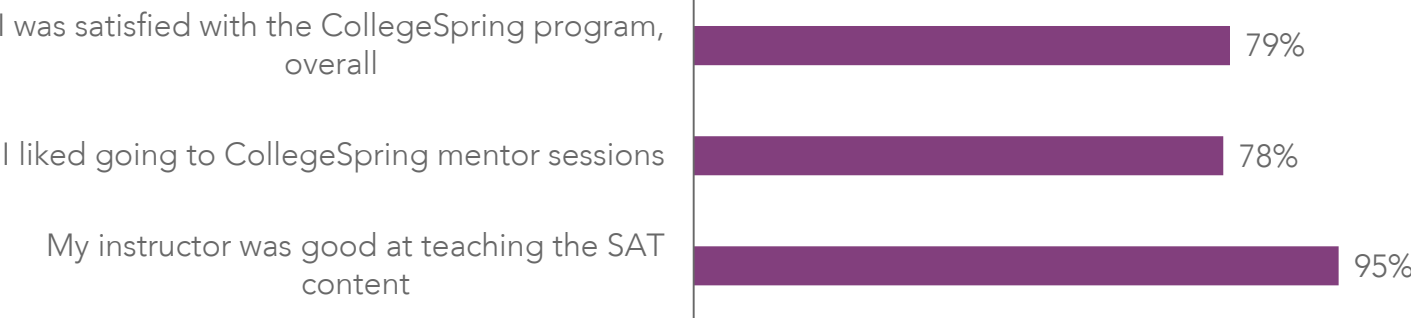 I was satisfied with the CollegeSpring program,
overall
79%
I liked going to CollegeSpring mentor sessions
78%
My instructor was good at teaching the SAT
content
95%